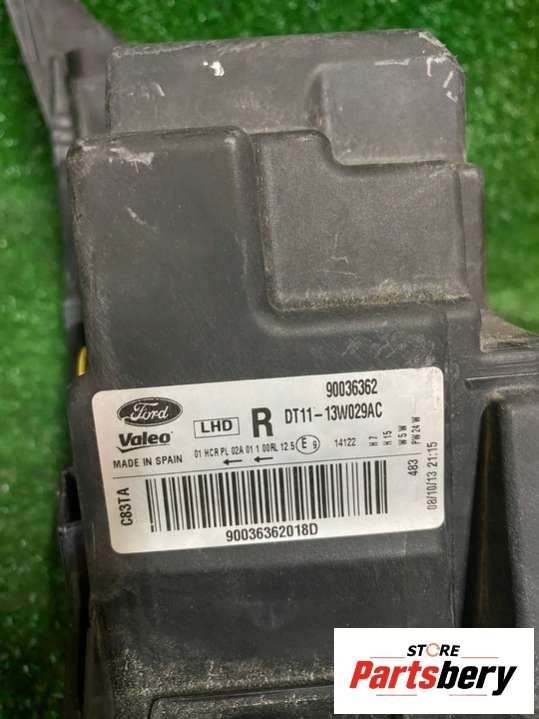 90036362
Ford
LHD R DT11-13W029AC
Valeo
MADE IN SPAIN
01 HCR PL 02A 01 1 00RL 12.5 E 9 14122
H7
H15
W5W
PW24W
483
08/10/13 21:15
C83TA
90036362018D
STORE
Partsbery